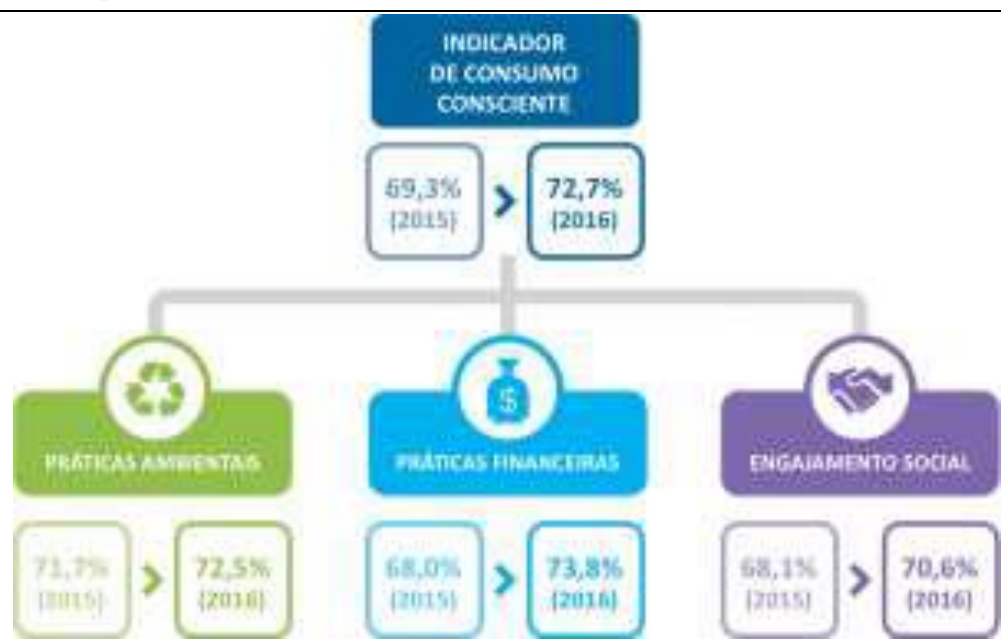 INDICADOR
DE CONSUMO
CONSCIENTE
69,3%
(2015)
72,7%
(2016)
PRÁTICAS AMBIENTAIS
PRÁTICAS FINANCEIRAS
ENGAJAMENTO SOCIAL
71,7%
(2015)
72,5%
(2016)
68,0%
(2015)
73,8%
(2016)
68,1%
(2015)
70,6%
(2016)
$